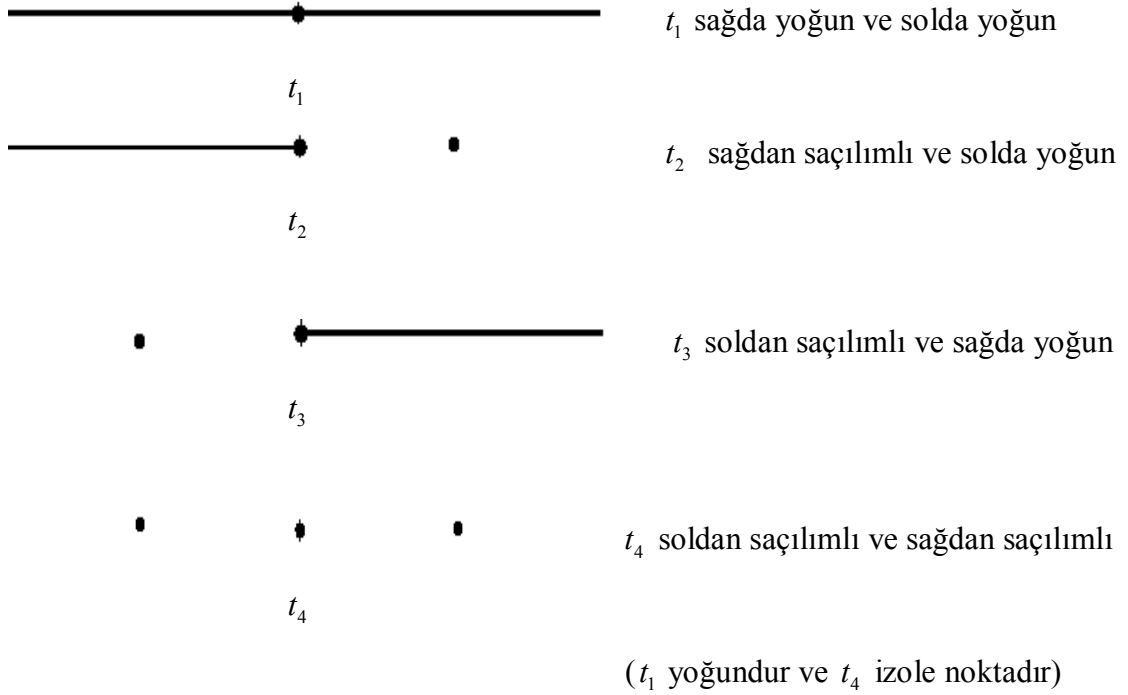 t₁ sağda yoğun ve solda yoğun
t₁
t₂ sağdan saçılımlı ve solda yoğun
t₂
t₃ soldan saçılımlı ve sağda yoğun
t₃
t₄ soldan saçılımlı ve sağdan saçılımlı
t₄
(t₁ yoğundur ve t₄ izole noktadır)